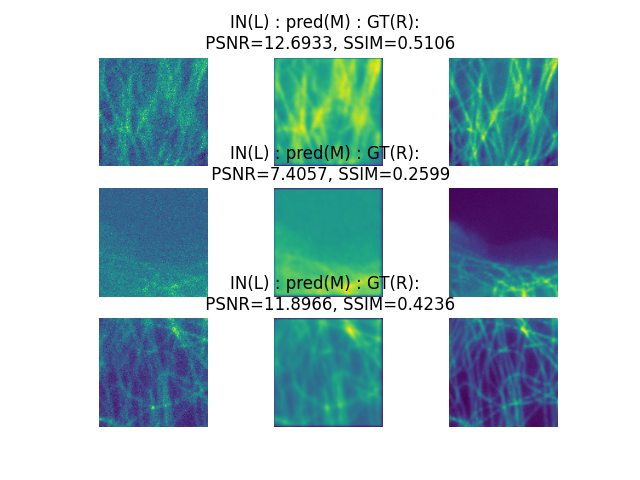 IN(L) : pred(M) : GT(R):
PSNR=12.6933, SSIM=0.5106
IN(L) : pred(M) : GT(R):
PSNR=7.4057, SSIM=0.2599
IN(L) : pred(M) : GT(R):
PSNR=11.8966, SSIM=0.4236